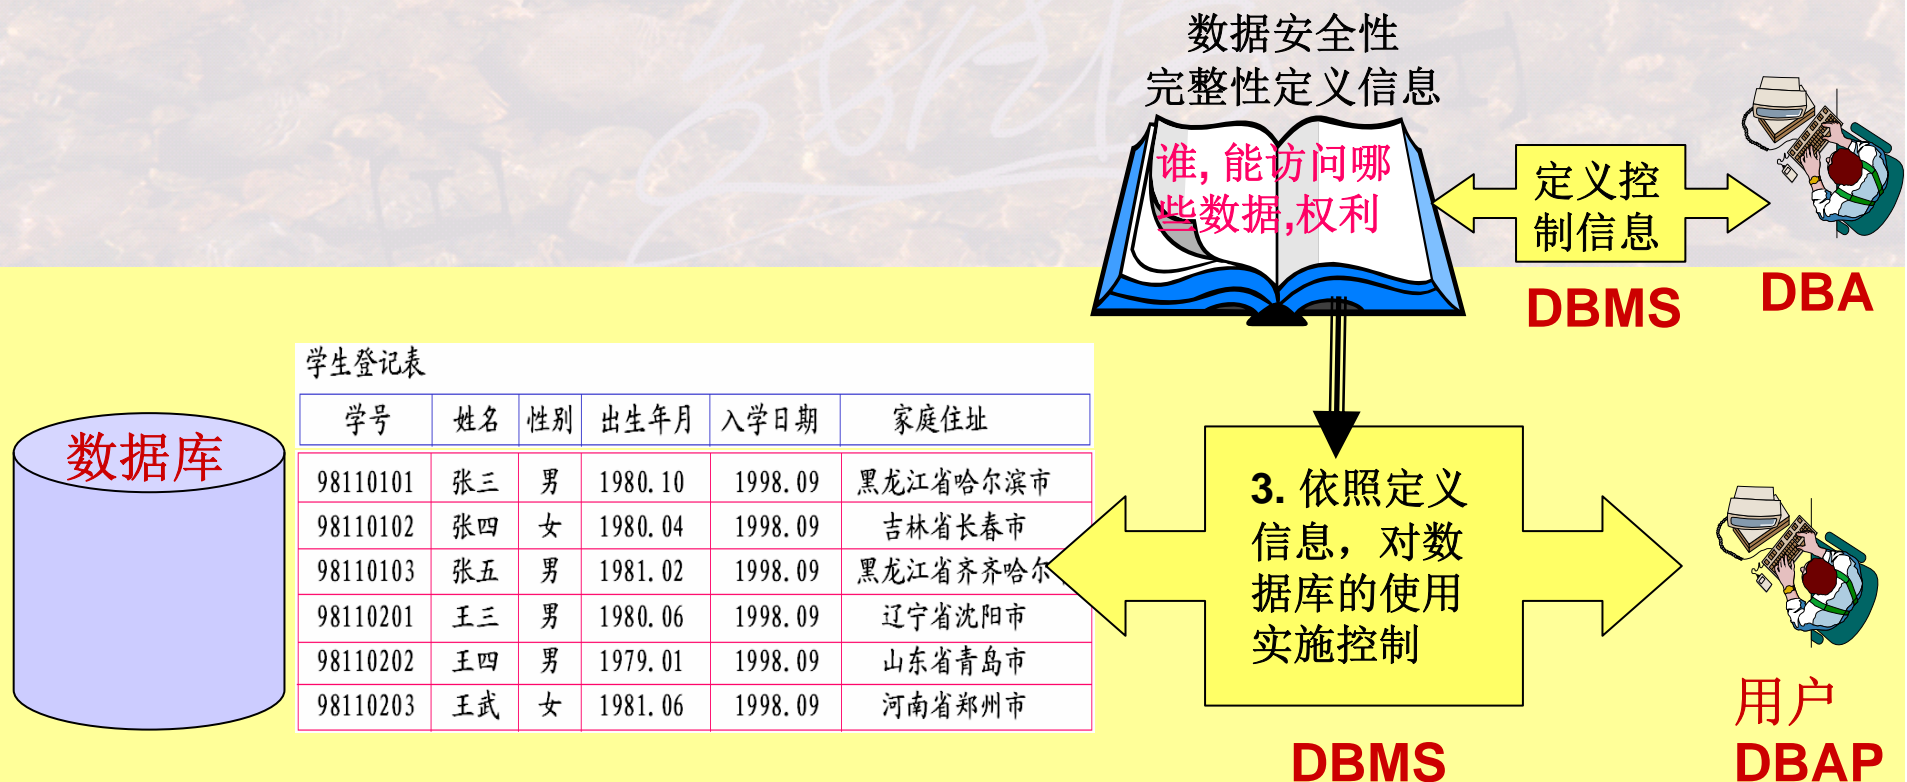 数据安全性
完整性定义信息
谁, 能访问哪
些数据,权利
定义控
制信息
DBMS
DBA
数据库
学生登记表
学号 姓名 性别 出生年月 入学日期 家庭住址
98110101 张三 男 1980.10 1998.09 黑龙江省哈尔滨市
98110102 张四 女 1980.04 1998.09 吉林省长春市
98110103 张五 男 1981.02 1998.09 黑龙江省齐齐哈尔
98110201 王三 男 1980.06 1998.09 辽宁省沈阳市
98110202 王四 男 1979.01 1998.09 山东省青岛市
98110203 王武 女 1981.06 1998.09 河南省郑州市
3. 依照定义
信息，对数
据库的使用
实施控制
DBMS
用户
DBAP